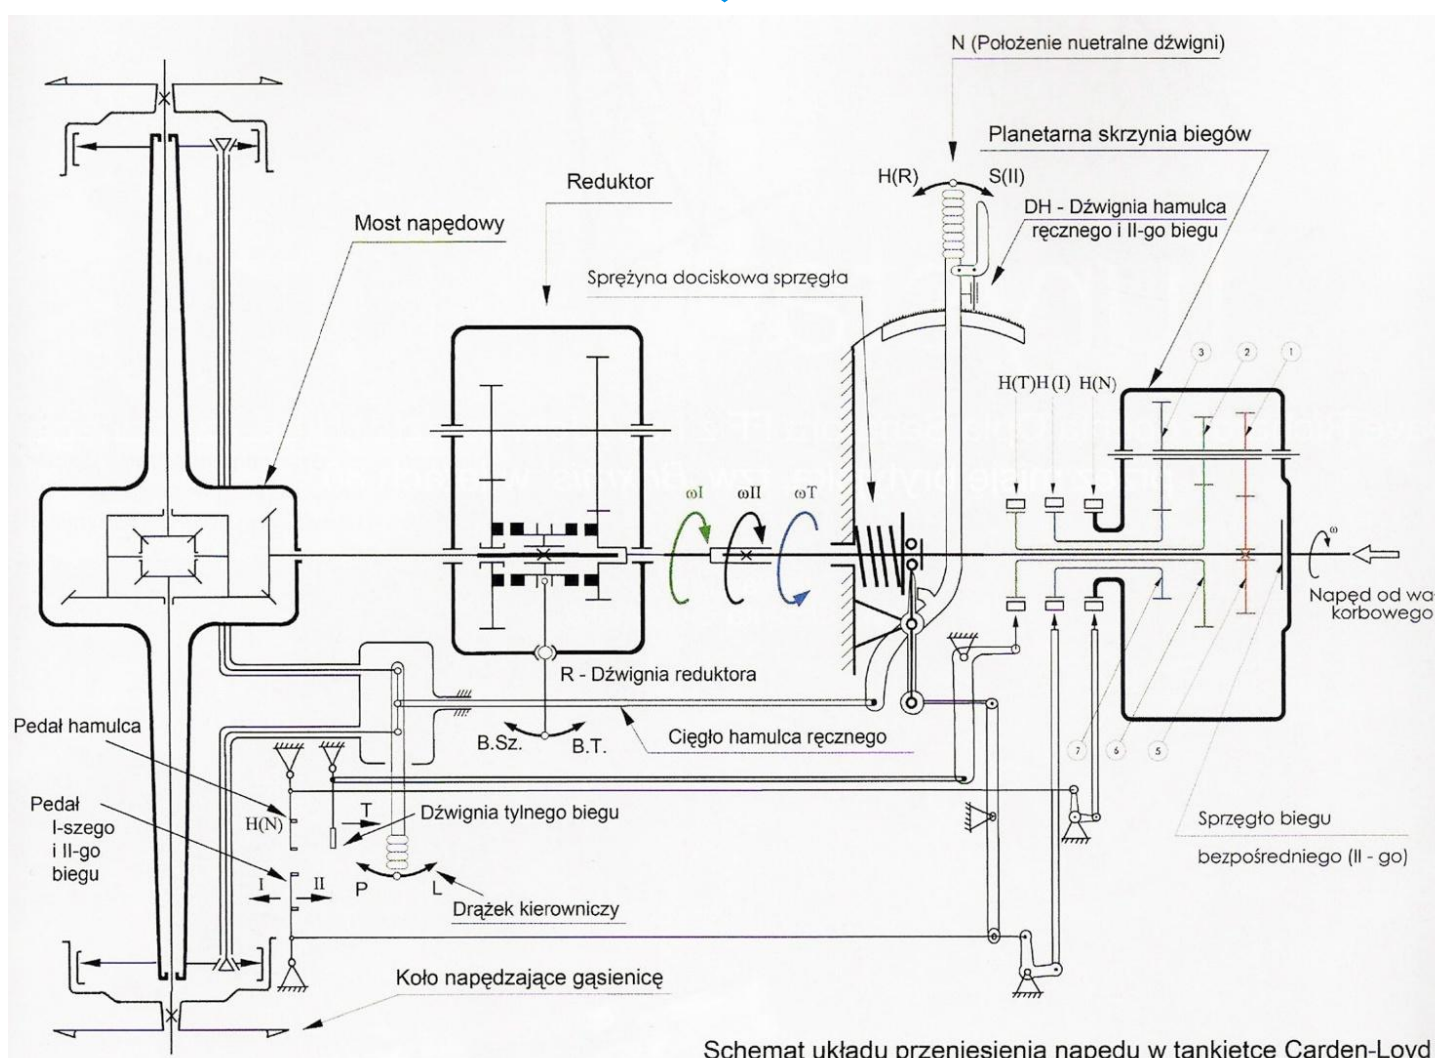 N (Położenie nuetralne dźwigni)
Planetarna skrzynia biegów
H(R)
S(II)
Reduktor
DH - Dźwignia hamulca
ręcznego i II-go biegu
Most napędowy
Sprężyna dociskowa sprzęgła
3
2
1
H(T)
H(I)
H(N)
ωI
ωII
ωT
ω
Napęd od wa-
korbowego
R - Dźwignia reduktora
Pedał hamulca
B.Sz.
B.T.
Cięgło hamulca ręcznego
7
6
5
Pedał
I-szego
i II-go
biegu
H(N)
T
Dźwignia tylnego biegu
Sprzęgło biegu
bezpośredniego (II - go)
I
II
P
L
Drążek kierowniczy
Koło napędzające gąsienicę
Schemat układu przeniesienia napędu w tankietce Carden-Loyd